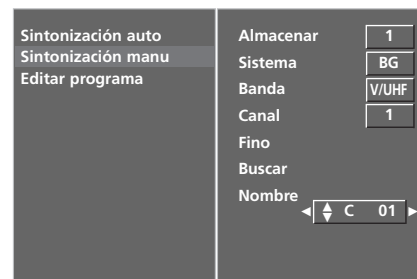 Sintonización auto
Sintonización manu
Editar programa
Almacenar 1
Sistema BG
Banda V/UHF
Canal 1
Fino
Buscar
Nombre
◄ ▲▼ C 01 ►